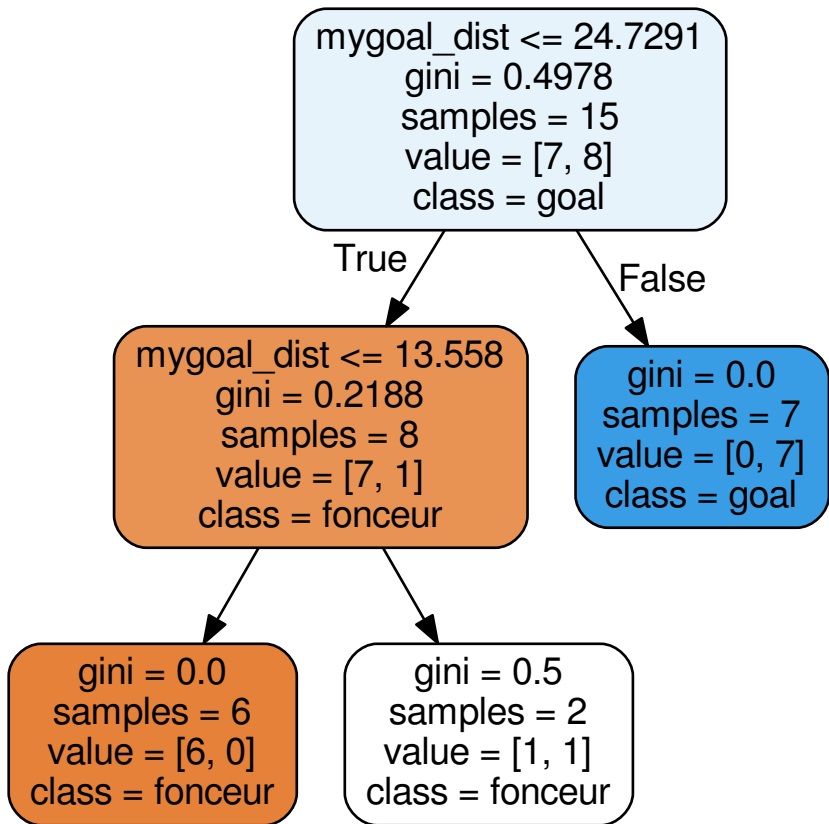 mygoal_dist <= 24.7291
gini = 0.4978
samples = 15
value = [7, 8]
class = goal
True
False
mygoal_dist <= 13.558
gini = 0.2188
samples = 8
value = [7, 1]
class = fonceur
gini = 0.0
samples = 7
value = [0, 7]
class = goal
gini = 0.0
samples = 6
value = [6, 0]
class = fonceur
gini = 0.5
samples = 2
value = [1, 1]
class = fonceur